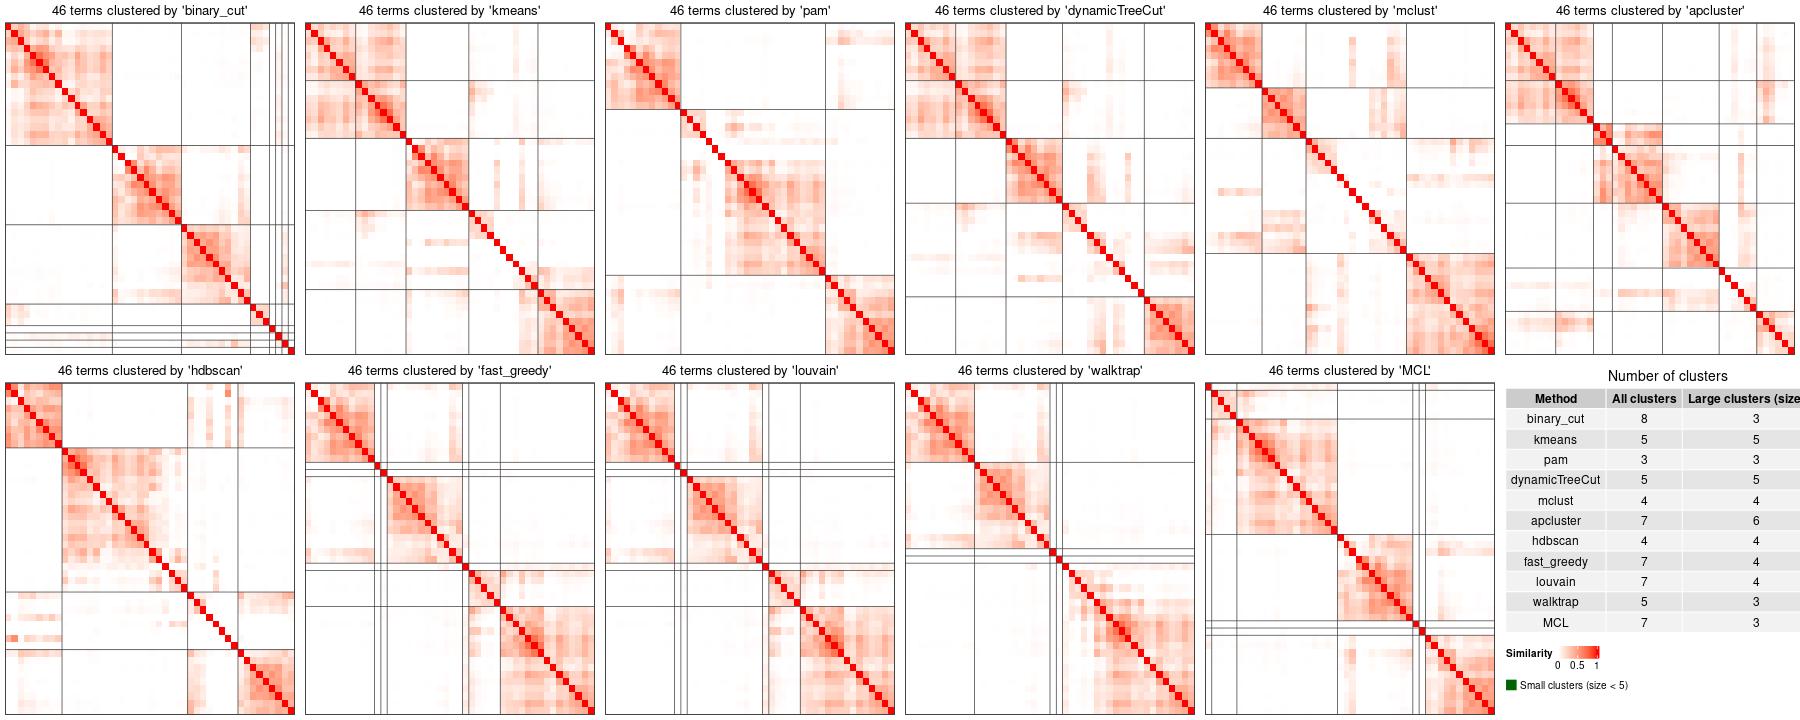 46 terms clustered by 'binary_cut'
46 terms clustered by 'kmeans'
46 terms clustered by 'pam'
46 terms clustered by 'dynamicTreeCut'
46 terms clustered by 'mclust'
46 terms clustered by 'apcluster'
46 terms clustered by 'hdbscan'
46 terms clustered by 'fast_greedy'
46 terms clustered by 'louvain'
46 terms clustered by 'walktrap'
46 terms clustered by 'MCL'
Number of clusters
Method All clusters Large clusters (size
binary_cut 8 3
kmeans 5 5
pam 3 3
dynamicTreeCut 5 5
mclust 4 4
apcluster 7 6
hdbscan 4 4
fast_greedy 7 4
louvain 7 4
walktrap 5 3
MCL 7 3
Similarity
0 0.5 1
Small clusters (size < 5)